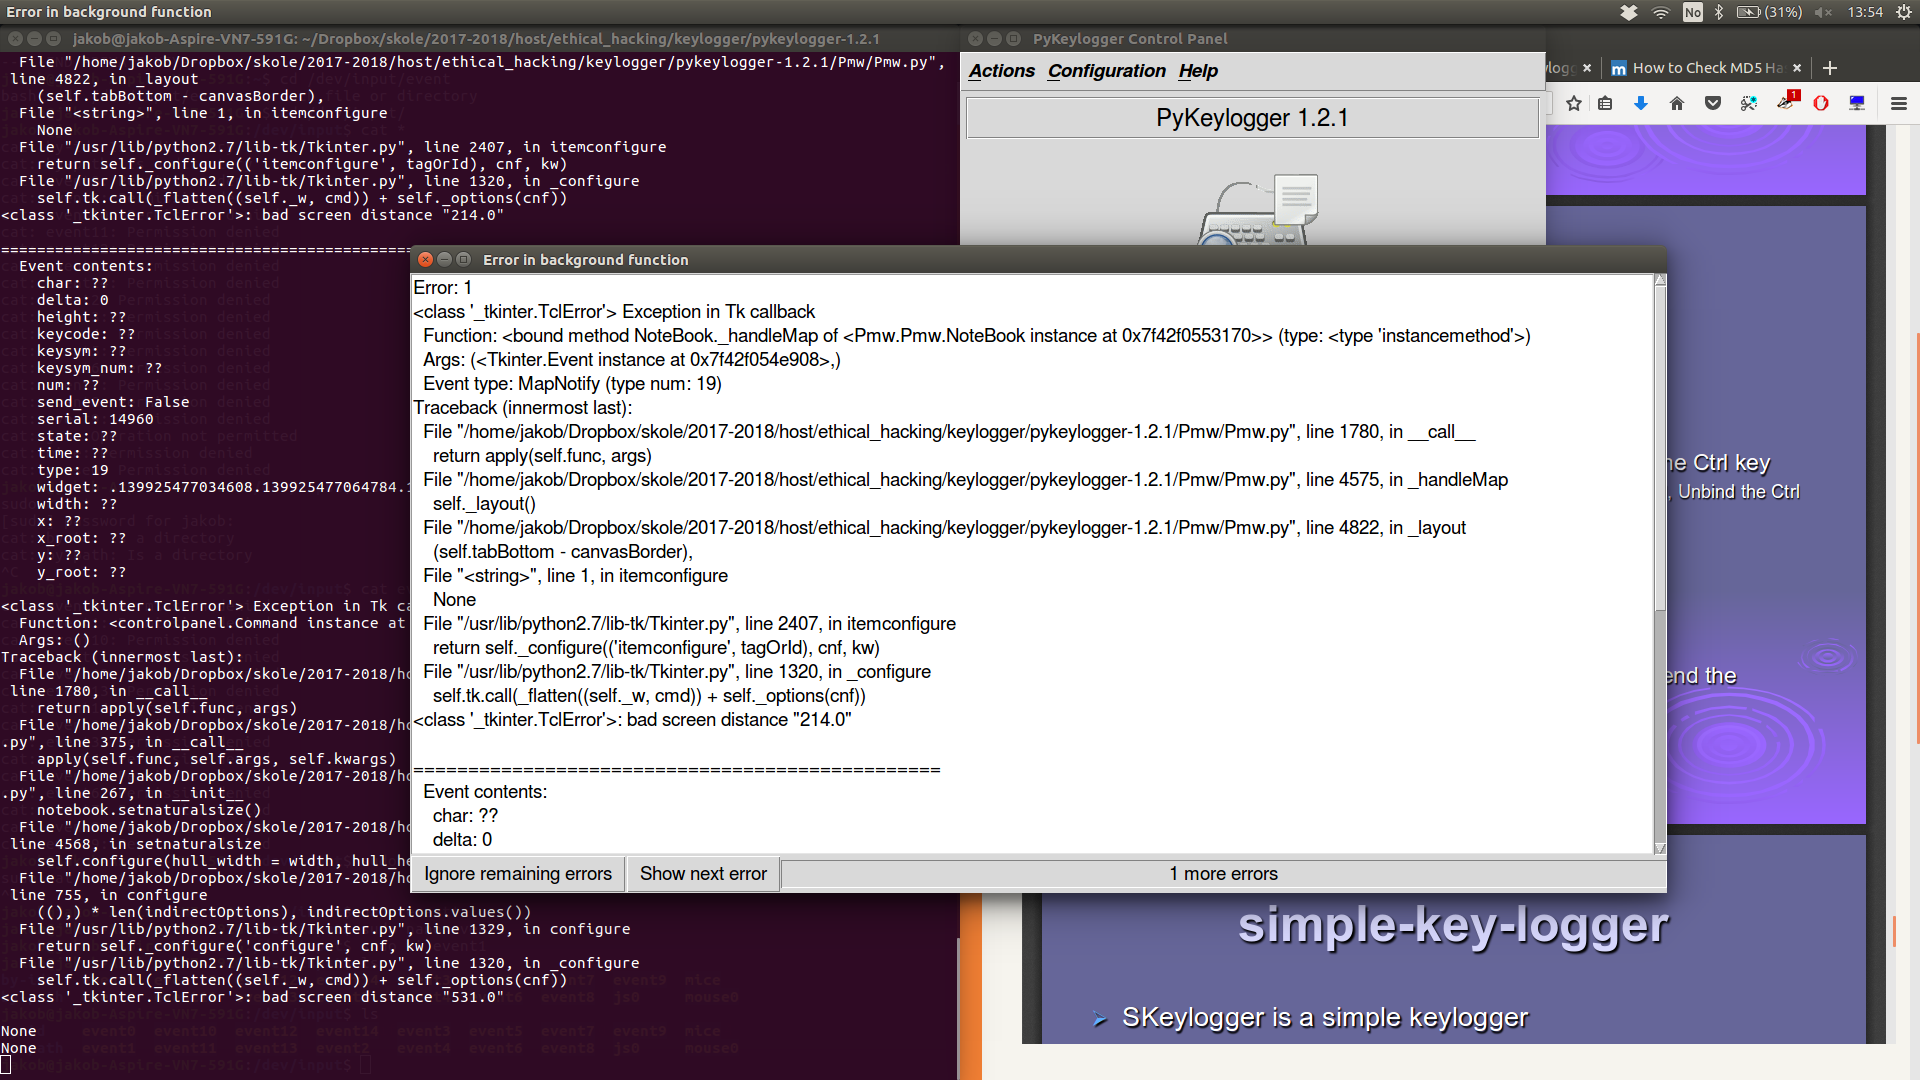 Error in background function
No
(31%)
13:54
jakob@jakob-Aspire-VN7-591G: ~/Dropbox/skole/2017-2018/host/ethical_hacking/keylogger/pykeylogger-1.2.1
File "/home/jakob/Dropbox/skole/2017-2018/host/ethical_hacking/keylogger/pykeylogger-1.2.1/Pmw/Pmw.py",
line 4822, in _layout
(self.tabBottom - canvasBorder),
File "<string>", line 1, in itemconfigure
None
File "/usr/lib/python2.7/lib-tk/Tkinter.py", line 2407, in itemconfigure
return self._configure(('itemconfigure', tagOrId), cnf, kw)
File "/usr/lib/python2.7/lib-tk/Tkinter.py", line 1320, in _configure
self.tk.call(_flatten((self._w, cmd)) + self._options(cnf))
<class '_tkinter.TclError'>: bad screen distance "214.0"
================================================
Event contents:
char: ??
delta: 0
height: ??
keycode: ??
keysym: ??
keysym_num: ??
num: ??
send_event: False
serial: 14960
state: ??
time: ??
type: 19
widget: .139925477034608.139925477064784.1
width: ??
x: ??
x_root: ??
y: ??
y_root: ??
<class '_tkinter.TclError'> Exception in Tk ca
Function: <controlpanel.Command instance at
Args: ()
Traceback (innermost last):
File "/home/jakob/Dropbox/skole/2017-2018/ho
line 1780, in __call__
return apply(self.func, args)
File "/home/jakob/Dropbox/skole/2017-2018/ho
.py", line 375, in __call__
apply(self.func, self.args, self.kwargs)
File "/home/jakob/Dropbox/skole/2017-2018/ho
.py", line 267, in __init__
notebook.setnaturalsize()
File "/home/jakob/Dropbox/skole/2017-2018/ho
line 4568, in setnaturalsize
self.configure(hull_width = width, hull_he
File "/home/jakob/Dropbox/skole/2017-2018/ho
line 755, in configure
((),) * len(indirectOptions), indirectOptions.values())
File "/usr/lib/python2.7/lib-tk/Tkinter.py", line 1329, in configure
return self._configure('configure', cnf, kw)
File "/usr/lib/python2.7/lib-tk/Tkinter.py", line 1320, in _configure
self.tk.call(_flatten((self._w, cmd)) + self._options(cnf))
<class '_tkinter.TclError'>: bad screen distance "531.0"
None
None
PyKeylogger Control Panel
Actions Configuration Help
PyKeylogger 1.2.1
ylogg
How to Check MD5 Ha
1
Error in background function
Error: 1
<class '_tkinter.TclError'> Exception in Tk callback
Function: <bound method NoteBook._handleMap of <Pmw.Pmw.NoteBook instance at 0x7f42f0553170>> (type: <type 'instancemethod'>)
Args: (<Tkinter.Event instance at 0x7f42f054e908>,)
Event type: MapNotify (type num: 19)
Traceback (innermost last):
File "/home/jakob/Dropbox/skole/2017-2018/host/ethical_hacking/keylogger/pykeylogger-1.2.1/Pmw/Pmw.py", line 1780, in __call__
return apply(self.func, args)
File "/home/jakob/Dropbox/skole/2017-2018/host/ethical_hacking/keylogger/pykeylogger-1.2.1/Pmw/Pmw.py", line 4575, in _handleMap
self._layout()
File "/home/jakob/Dropbox/skole/2017-2018/host/ethical_hacking/keylogger/pykeylogger-1.2.1/Pmw/Pmw.py", line 4822, in _layout
(self.tabBottom - canvasBorder),
File "<string>", line 1, in itemconfigure
None
File "/usr/lib/python2.7/lib-tk/Tkinter.py", line 2407, in itemconfigure
return self._configure(('itemconfigure', tagOrId), cnf, kw)
File "/usr/lib/python2.7/lib-tk/Tkinter.py", line 1320, in _configure
self.tk.call(_flatten((self._w, cmd)) + self._options(cnf))
<class '_tkinter.TclError'>: bad screen distance "214.0"
================================================
Event contents:
char: ??
delta: 0
Ignore remaining errors
Show next error
1 more errors
he Ctrl key
, Unbind the Ctrl
end the
simple-key-logger
SKeylogger is a simple keylogger